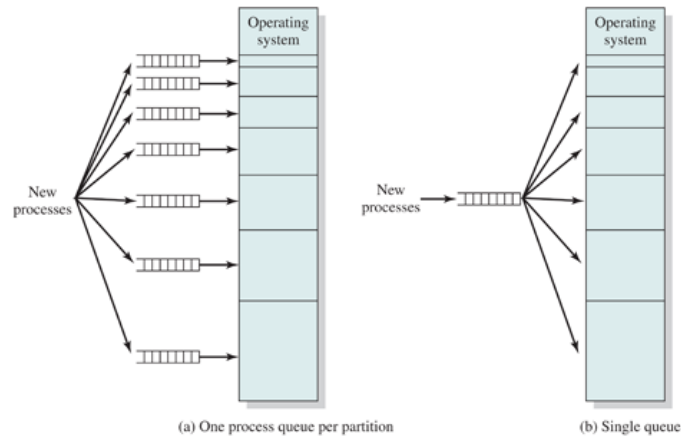 Operating
system
New
processes
(a) One process queue per partition
Operating
system
New
processes
(b) Single queue